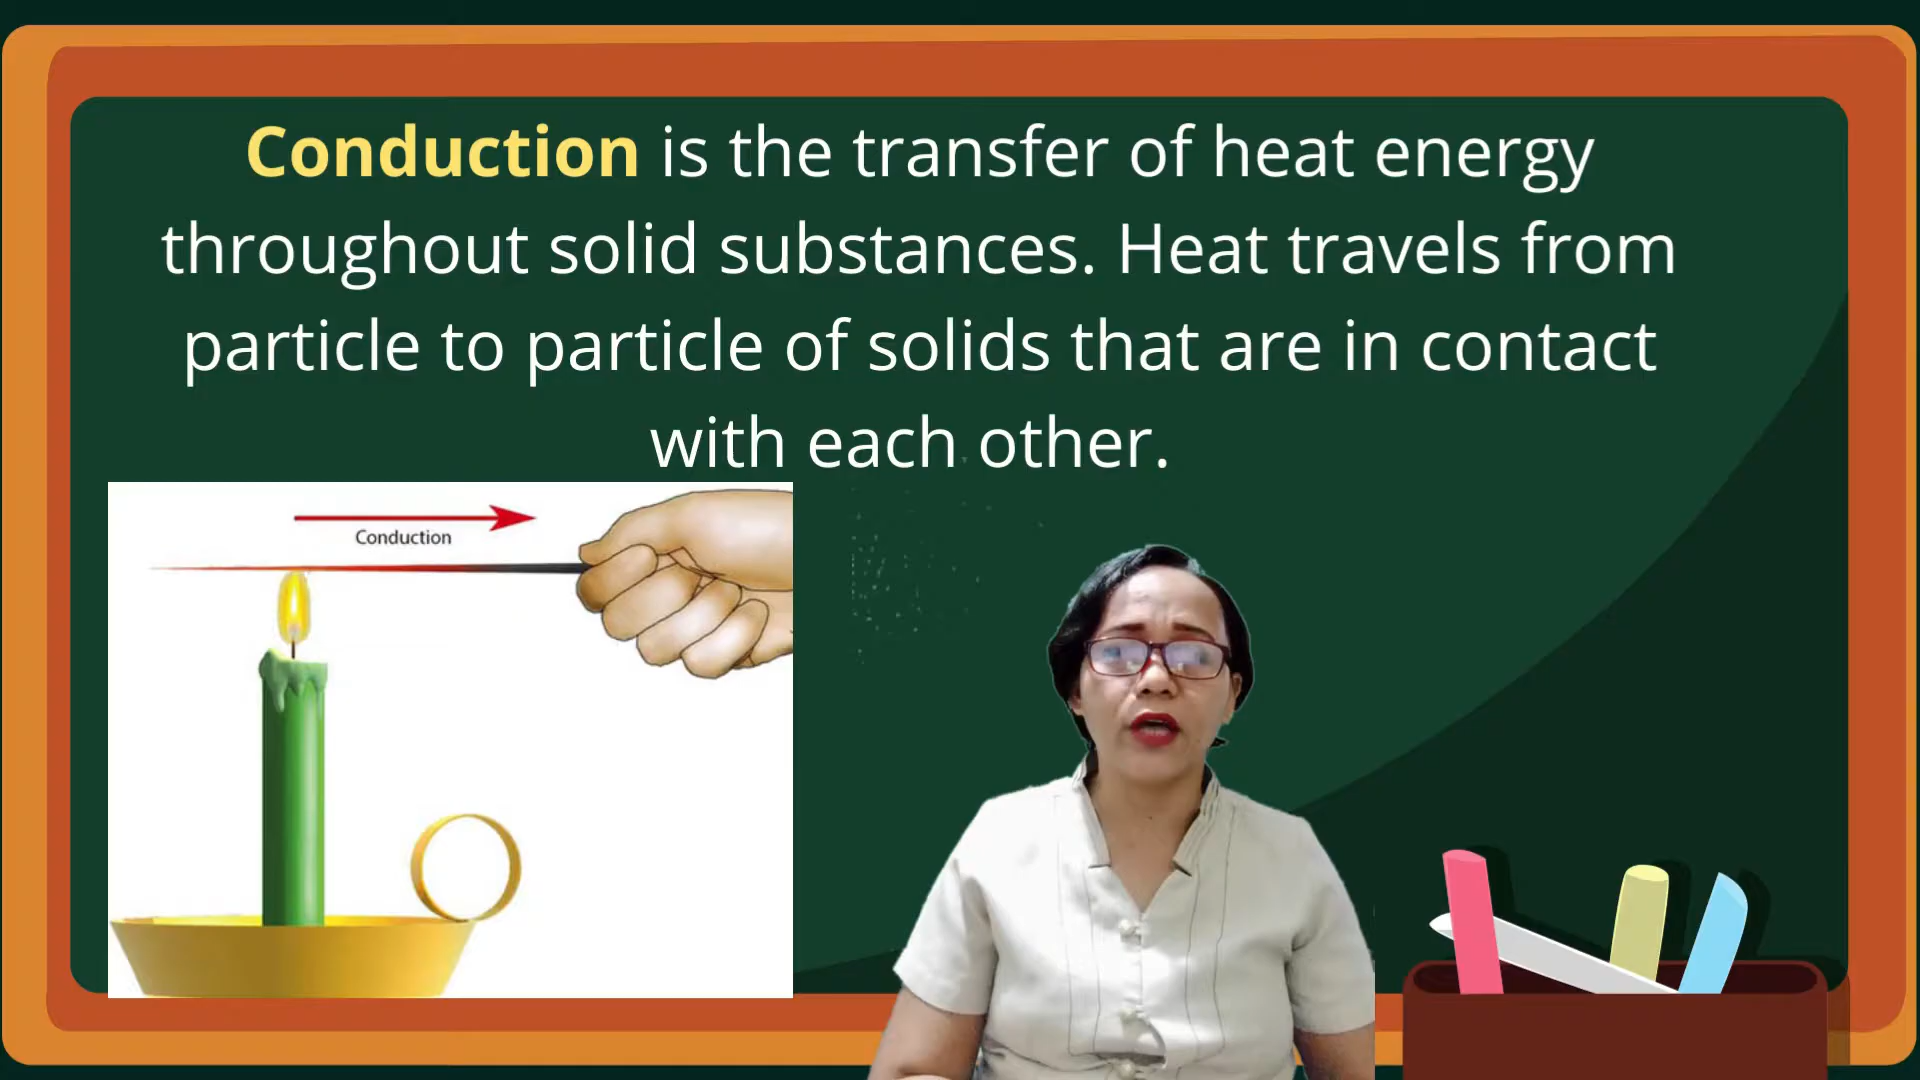 Conduction is the transfer of heat energy
throughout solid substances. Heat travels from
particle to particle of solids that are in contact
with each other.
Conduction